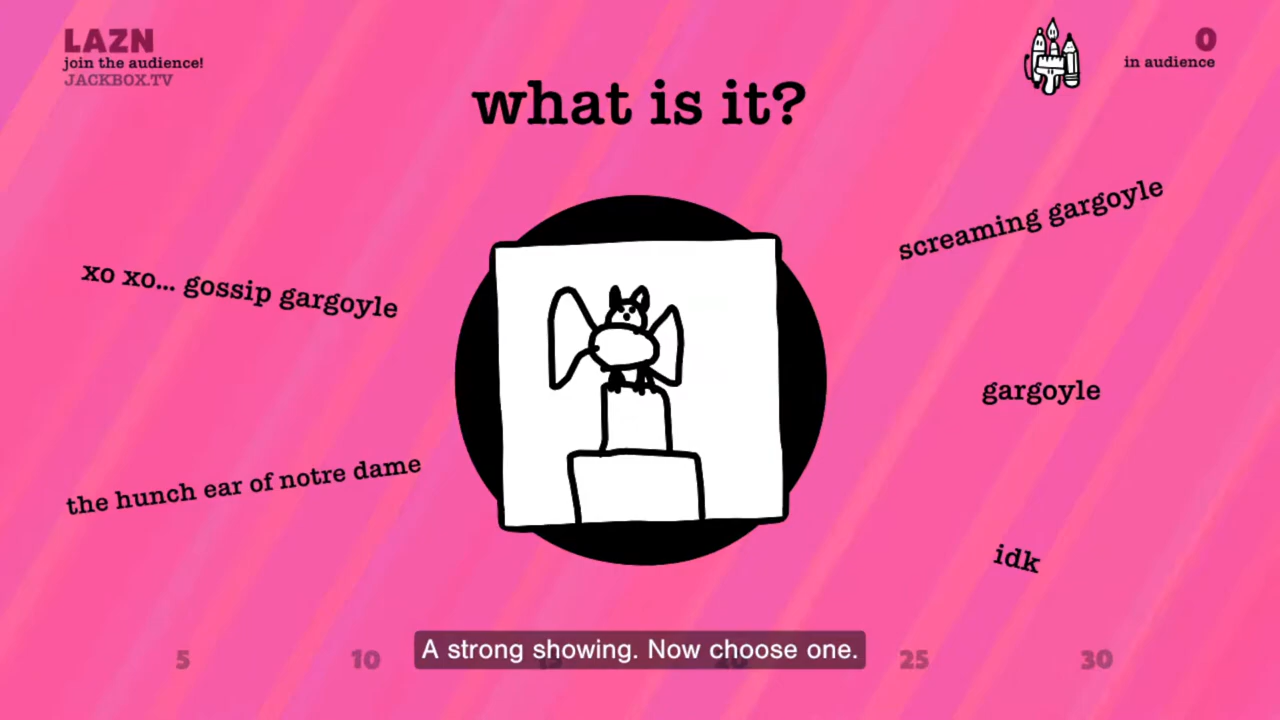 LAZN
join the audience!
JACKBOX.TV
0
in audience
what is it?
screaming gargoyle
xo xo... gossip gargoyle
gargoyle
the hunch ear of notre dame
idk
A strong showing. Now choose one.
5
10
25
30